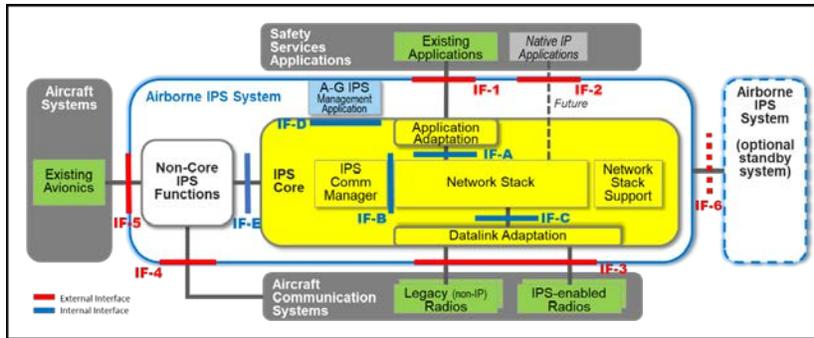 Safety
Services
Applications
Existing
Applications
Native IP
Applications
IF-1
IF-2
Future
Aircraft
Systems
Existing
Avionics
IF-5
Airborne IPS System
A-G IPS
Management
Application
IF-D
Non-Core
IPS
Functions
IF-E
IPS
Core
Application
Adaptation
IF-A
IPS
Comm
Manager
IF-B
Network Stack
Network
Stack
Support
IF-C
Datalink Adaptation
IF-6
Airborne
IPS
System
(optional
standby
system)
IF-4
IF-3
Aircraft
Communication
Systems
Legacy (non-IP)
Radios
IPS-enabled
Radios
External Interface
Internal Interface